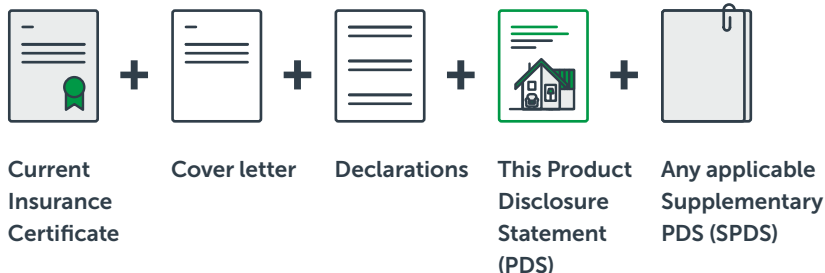 +
+
+
+
Current
Insurance
Certificate
Cover letter
Declarations
This Product
Disclosure
Statement
(PDS)
Any applicable
Supplementary
PDS (SPDS)